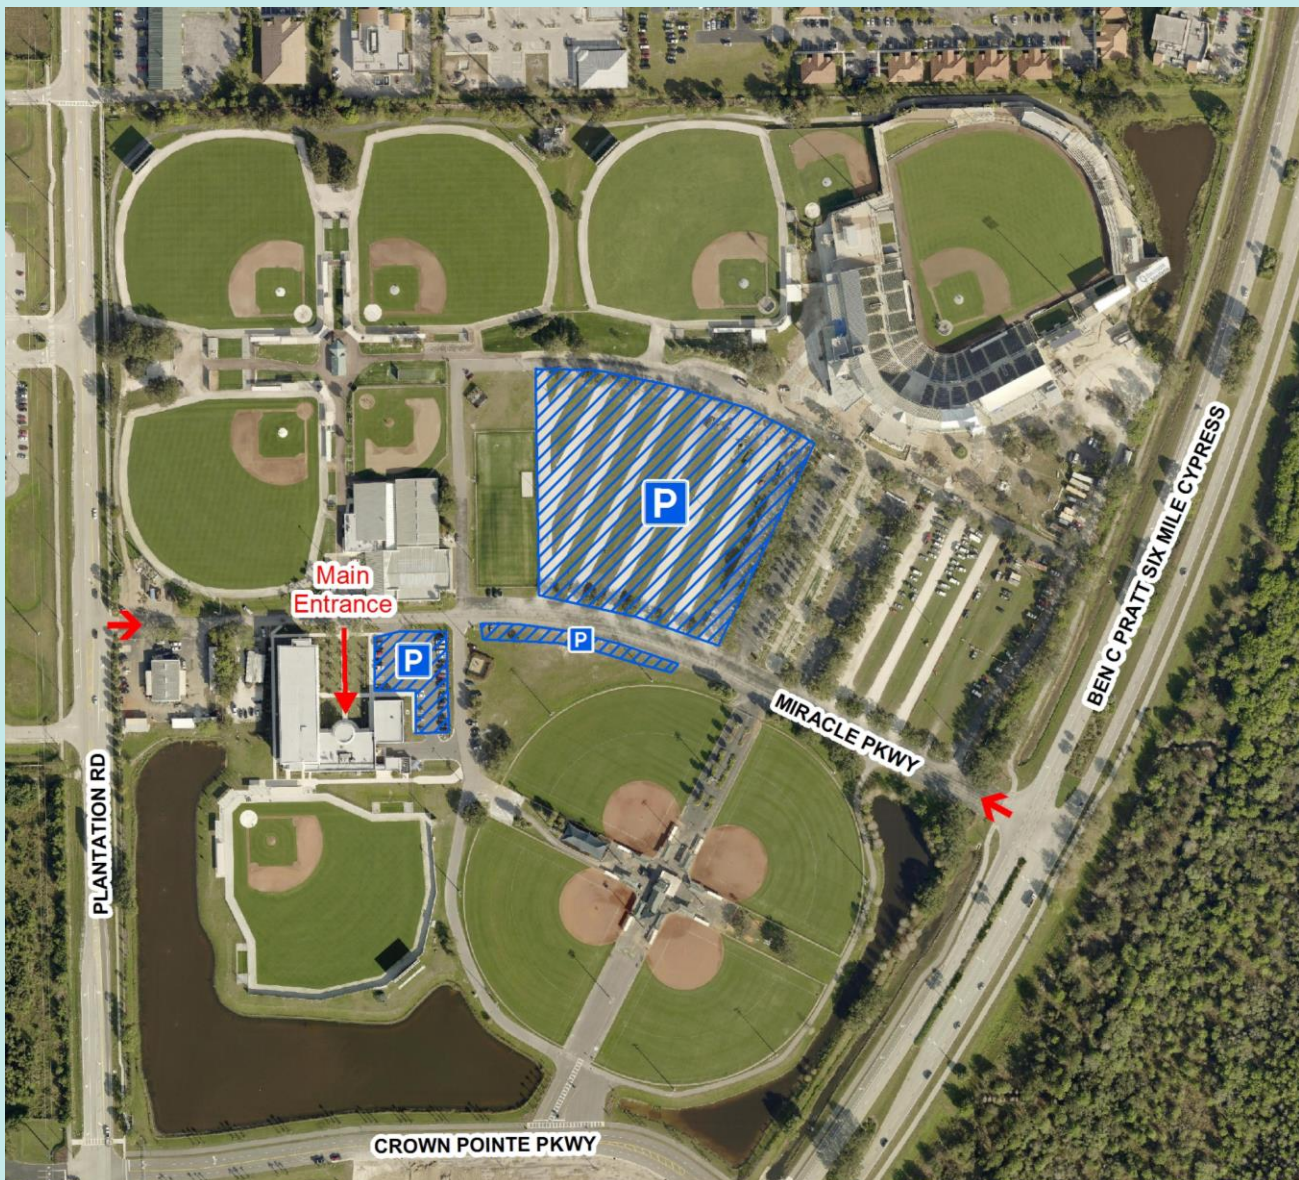 P
Main
Entrance
P
P
BEN C PRATT SIX MILE CYPRESS
MIRACLE PKWY
PLANTATION RD
CROWN POINTE PKWY